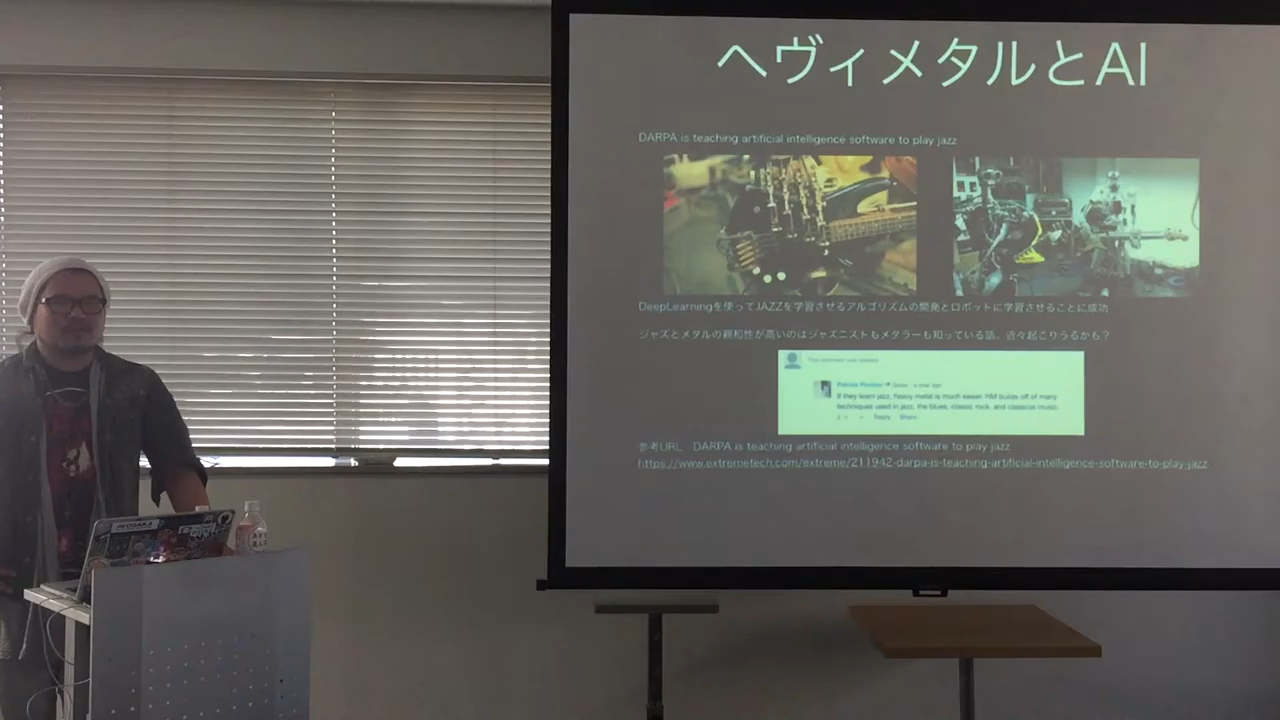 ヘヴィメタルとAI
DARPA is teaching artificial intelligence software to play jazz
DeepLearningを使ってJAZZを学習させるアルゴリズムの開発とロボットに学習させることに成功
ジャズとメタルの親和性が高いのはジャズニストもメタラーも知っている話。近々起こりうるかも？
This comment was deleted.
a year ago
If they learn jazz, heavy metal is much easier. HM builds off of many
techniques used in jazz, the blues, classic rock, and classical music.
Reply Share
参考URL DARPA is teaching artificial intelligence software to play jazz
https://www.extremetech.com/extreme/211942-darpa-is-teaching-artificial-intelligence-software-to-play-jazz